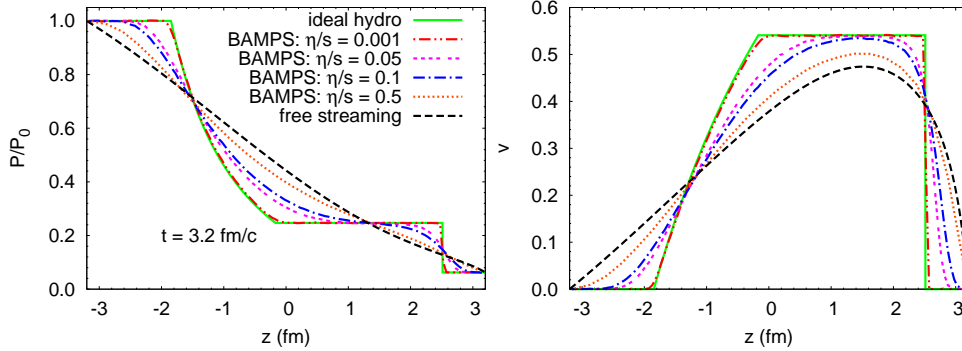 ideal hydro
BAMPS: η/s = 0.001
BAMPS: η/s = 0.05
BAMPS: η/s = 0.1
BAMPS: η/s = 0.5
free streaming
t = 3.2 fm/c
P/P0
1.0
0.8
0.6
0.4
0.2
0.0
-3 -2 -1 0 1 2 3
z (fm)
v
0.6
0.5
0.4
0.3
0.2
0.1
0.0
-3 -2 -1 0 1 2 3
z (fm)